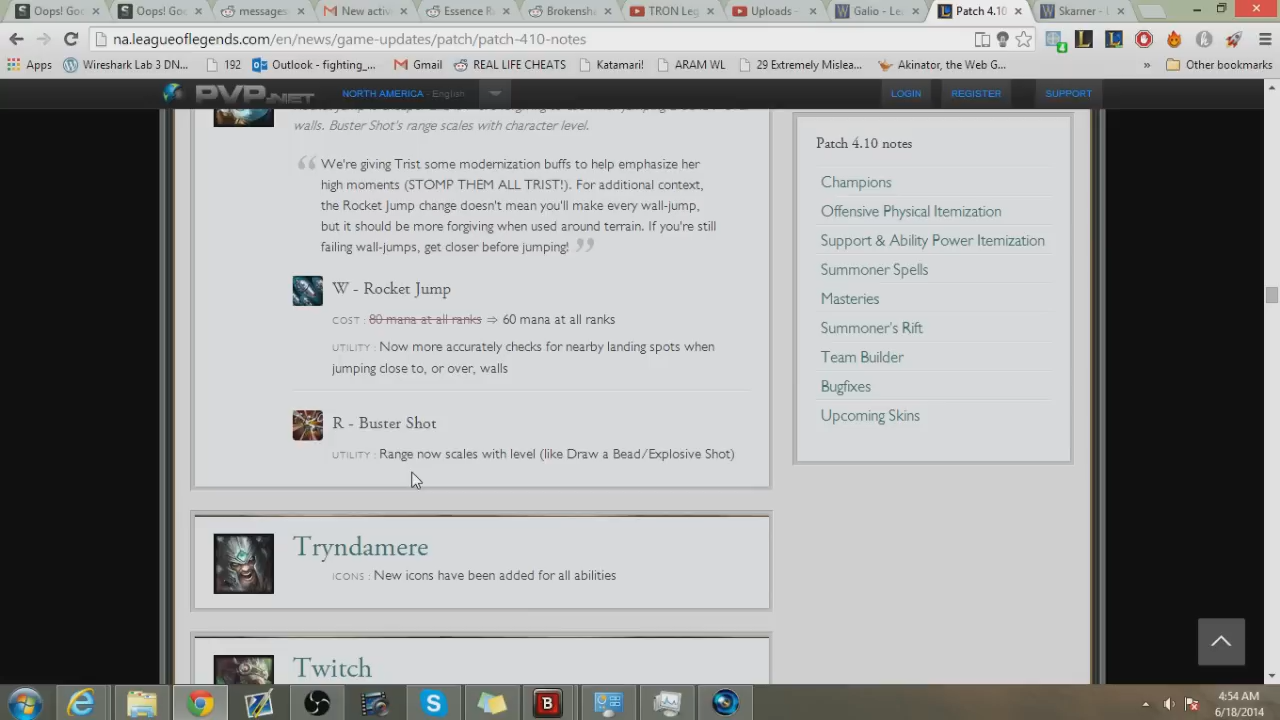 Oops! Goo
Oops! Goo
messages
New activ
Essence R
Brokensha
TRON Leg
Uploads -
Galio - Lea
Patch 4.10
Skarner - L
na.leagueoflegends.com/en/news/game-updates/patch/patch-410-notes
4
Apps
Wireshark Lab 3 DN...
192
Outlook - fighting_...
Gmail
REAL LIFE CHEATS
Katamari!
ARAM WL
29 Extremely Mislea...
Akinator, the Web G...
»
Other bookmarks
PVP.NET
NORTH AMERICA - English
LOGIN
REGISTER
SUPPORT
walls. Buster Shot's range scales with character level.
We're giving Trist some modernization buffs to help emphasize her
high moments (STOMP THEM ALL TRIST!). For additional context,
the Rocket Jump change doesn't mean you'll make every wall-jump,
but it should be more forgiving when used around terrain. If you're still
failing wall-jumps, get closer before jumping!
W - Rocket Jump
COST : 80 mana at all ranks ⇒ 60 mana at all ranks
UTILITY : Now more accurately checks for nearby landing spots when
jumping close to, or over, walls
R - Buster Shot
UTILITY : Range now scales with level (like Draw a Bead/Explosive Shot)
Tryndamere
ICONS : New icons have been added for all abilities
Twitch
Patch 4.10 notes
Champions
Offensive Physical Itemization
Support & Ability Power Itemization
Summoner Spells
Masteries
Summoner's Rift
Team Builder
Bugfixes
Upcoming Skins
4:54 AM
6/18/2014